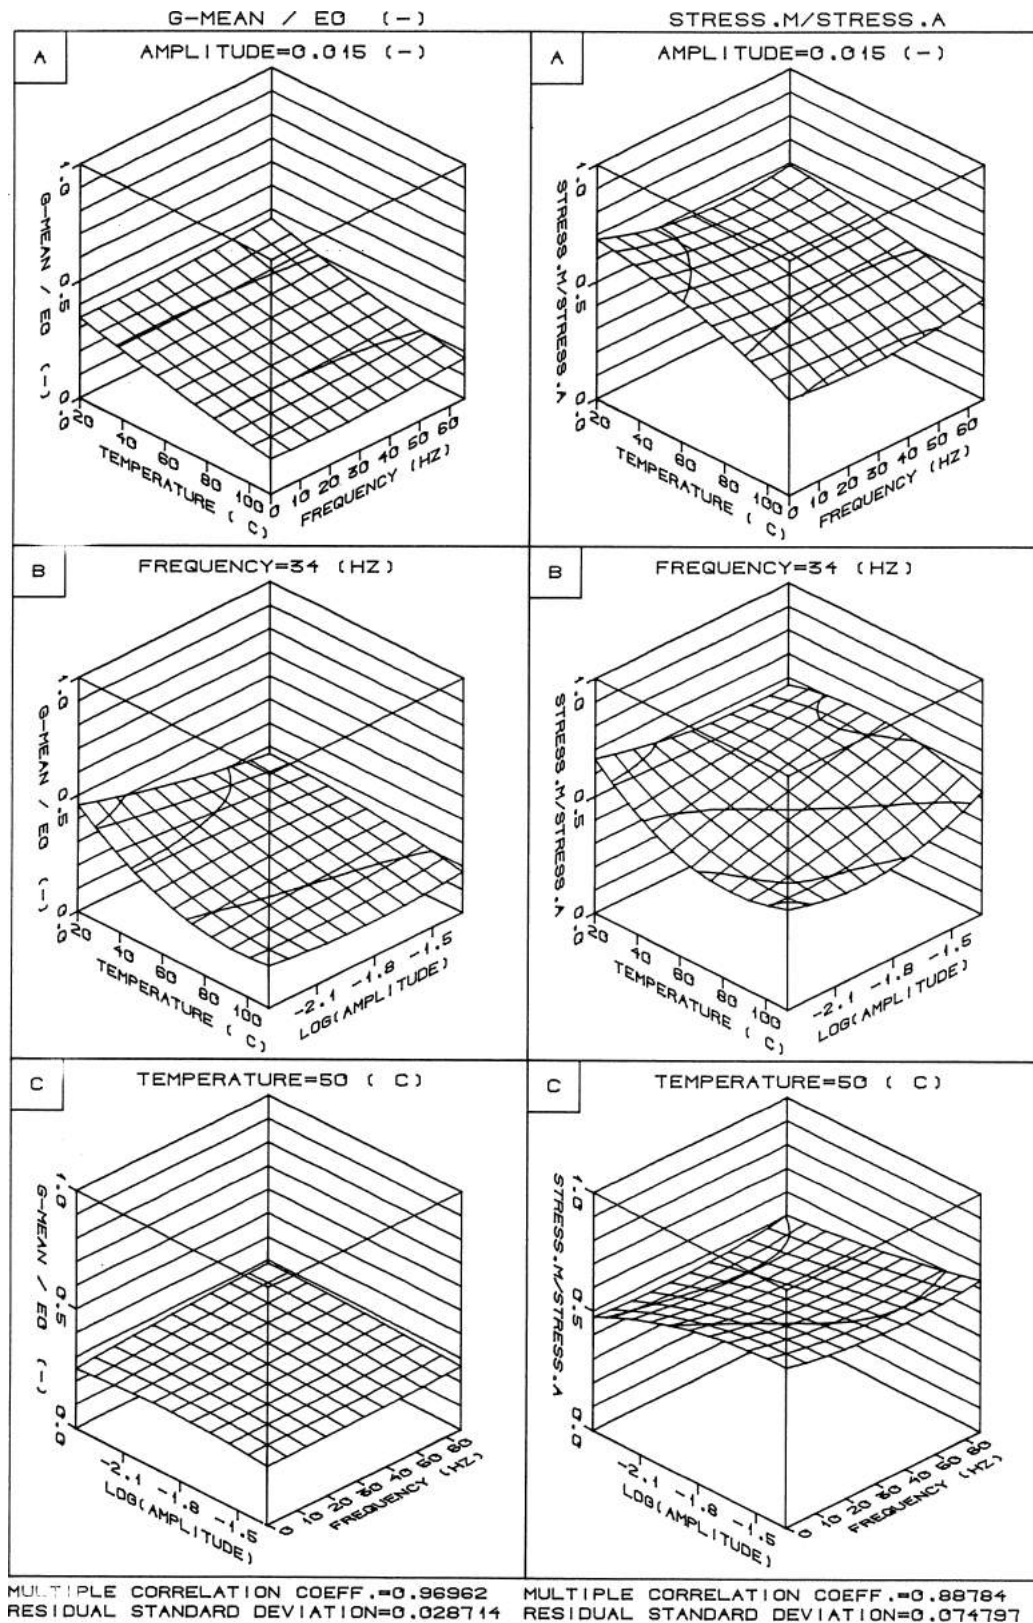 G-MEAN / E0 (-)
STRESS.M/STRESS.A
A
AMPLITUDE=0.015 (-)
1.0
0.5
0.0
G-MEAN / E0 (-)
20 40 60 80 100
TEMPERATURE ( C)
0 10 20 30 40 50 60
FREQUENCY (HZ)
A
AMPLITUDE=0.015 (-)
1.0
0.5
0.0
STRESS.M/STRESS.A
20 40 60 80 100
TEMPERATURE ( C)
0 10 20 30 40 50 60
FREQUENCY (HZ)
B
FREQUENCY=34 (HZ)
1.0
0.5
0.0
G-MEAN / E0 (-)
20 40 60 80 100
TEMPERATURE ( C)
-2.1 -1.8 -1.5
LOG(AMPLITUDE)
B
FREQUENCY=34 (HZ)
1.0
0.5
0.0
STRESS.M/STRESS.A
20 40 60 80 100
TEMPERATURE ( C)
-2.1 -1.8 -1.5
LOG(AMPLITUDE)
C
TEMPERATURE=50 ( C)
1.0
0.5
0.0
G-MEAN / E0 (-)
-2.1 -1.8 -1.5
LOG(AMPLITUDE)
0 10 20 30 40 50 60
FREQUENCY (HZ)
C
TEMPERATURE=50 ( C)
1.0
0.5
0.0
STRESS.M/STRESS.A
-2.1 -1.8 -1.5
LOG(AMPLITUDE)
0 10 20 30 40 50 60
FREQUENCY (HZ)
MULTIPLE CORRELATION COEFF.=0.96962
RESIDUAL STANDARD DEVIATION=0.028714
MULTIPLE CORRELATION COEFF.=0.88784
RESIDUAL STANDARD DEVIATION=0.074797